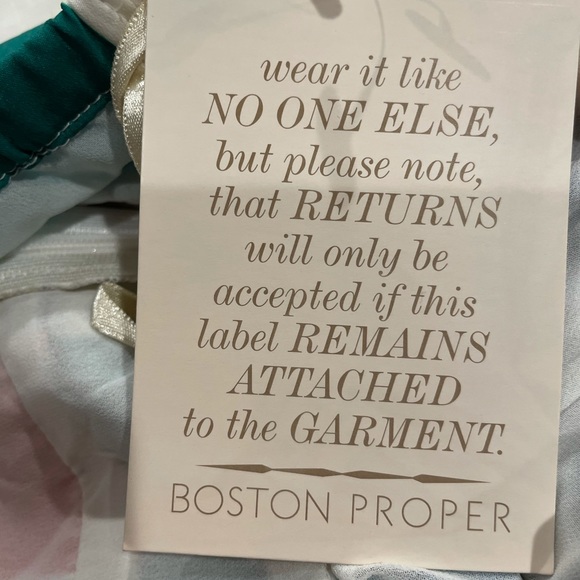 wear it like
NO ONE ELSE,
but please note,
that RETURNS
will only be
accepted if this
label REMAINS
ATTACHED
to the GARMENT.
BOSTON PROPER